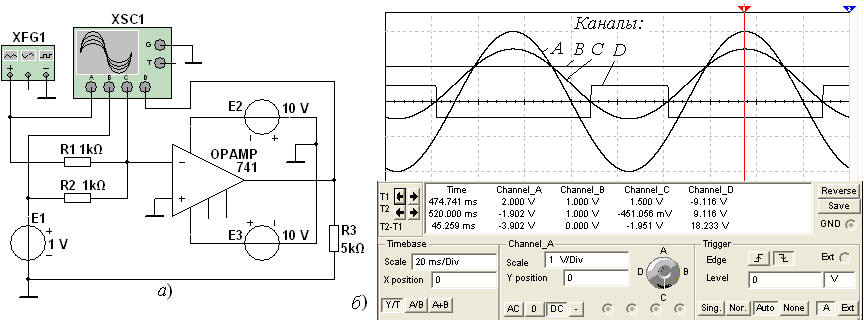 XFG1
XSC1
G
T
A B C D
E2
10 V
R1 1kΩ
R2 1kΩ
OPAMP
741
E1
1 V
E3
10 V
R3
5kΩ
а)
б)
Каналы:
A B C D
T1
T2
T2-T1
Time Channel_A Channel_B Channel_C Channel_D
474.741 ms 2.000 V 1.000 V 1.500 V -9.116 V
520.000 ms -1.902 V 1.000 V -451.056 mV 9.116 V
45.259 ms -3.902 V 0.000 V -1.951 V 18.233 V
Reverse
Save
GND
Timebase
Scale 20 ms/Div
X position 0
Y/T A/B A+B
Channel_A
Scale 1 V/Div
Y position 0
AC 0 DC -
A
B
C
D
Trigger
Edge
Ext
Level 0 V
Sing. Nor. Auto None A Ext